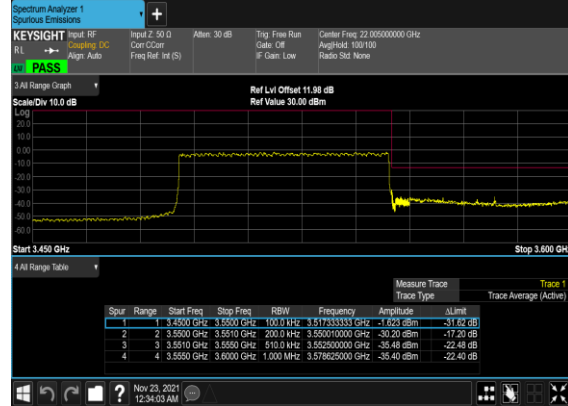 Spectrum Analyzer 1
Spurious Emissions
+
KEYSIGHT Input: RF Input Z: 50 Ω Atten: 30 dB Trig: Free Run Center Freq: 22.005000000 GHz
RL Coupling: DC Corr CCorr Gate: Off Avg|Hold: 100/100
Align: Auto Freq Ref: Int (S) IF Gain: Low Radio Std: None
PASS
3 All Range Graph
Ref Lvl Offset 11.98 dB
Scale/Div 10.0 dB Ref Value 30.00 dBm
Log
20.0
10.0
0.00
-10.0
-20.0
-30.0
-40.0
-50.0
-60.0
Start 3.450 GHz Stop 3.600 GH
4 All Range Table
Measure Trace Trace 1
Trace Type Trace Average (Active)
Spur Range Start Freq Stop Freq RBW Frequency Amplitude ΔLimit
1 1 3.4500 GHz 3.5500 GHz 100.0 kHz 3.517333333 GHz -1.623 dBm -31.62 dB
2 2 3.5500 GHz 3.5510 GHz 200.0 kHz 3.550010000 GHz -30.20 dBm -17.20 dB
3 3 3.5510 GHz 3.5550 GHz 510.0 kHz 3.552500000 GHz -35.48 dBm -22.48 dB
4 4 3.5550 GHz 3.6000 GHz 1.000 MHz 3.578625000 GHz -35.40 dBm -22.40 dB
? Nov 23, 2021
12:34:03 AM